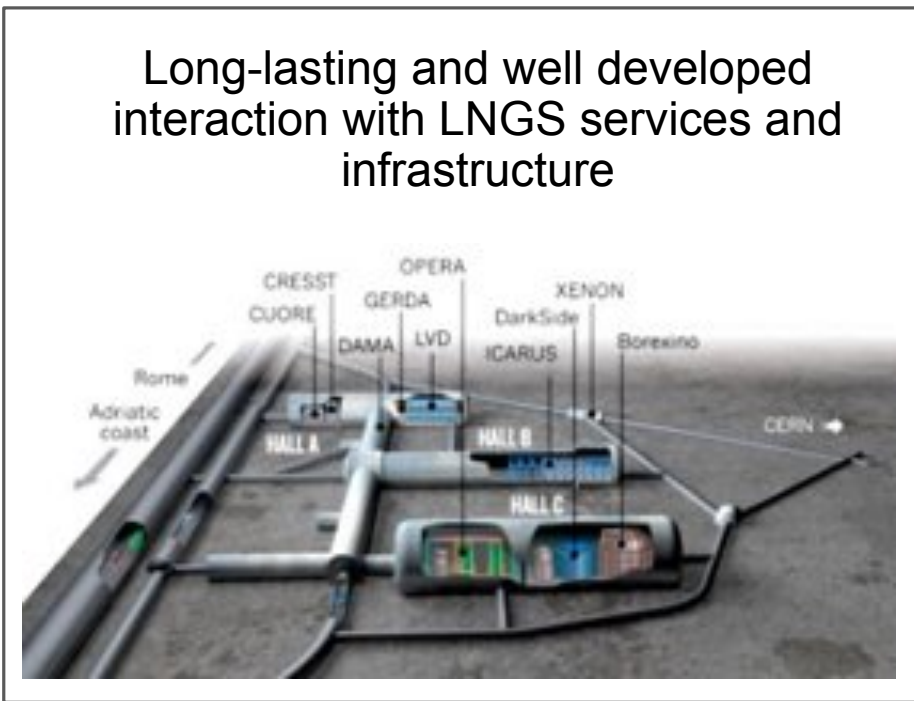 Long-lasting and well developed
interaction with LNGS services and
infrastructure
OPERA
CRESST
XENON
GERDA
CUORE
DarkSide
DAMA
LVD
ICARUS
Borexino
Rome
Adriatic
coast
HALL A
HALL B
CERN
HALL C